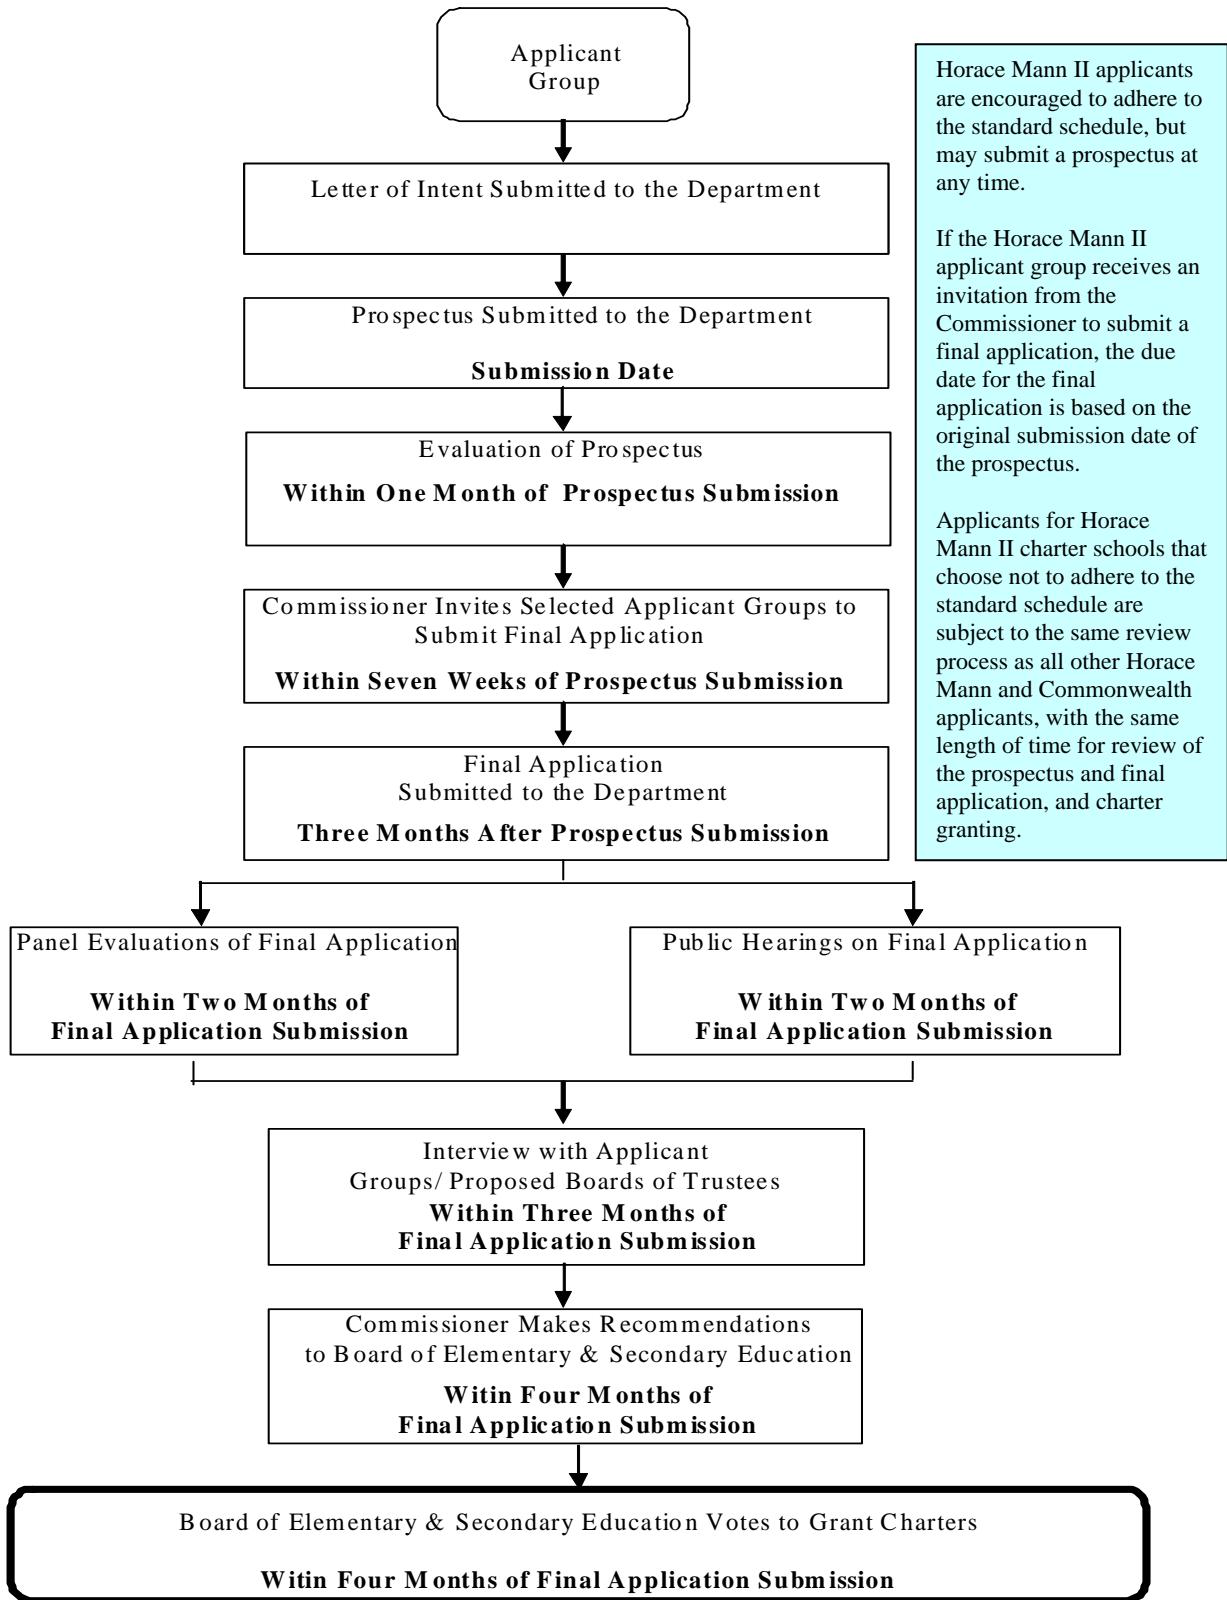 Applicant
Group
Letter of Intent Submitted to the Department
Prospectus Submitted to the Department
Submission Date
Evaluation of Prospectus
Within One Month of Prospectus Submission
Commissioner Invites Selected Applicant Groups to
Submit Final Application
Within Seven Weeks of Prospectus Submission
Final Application
Submitted to the Department
Three Months After Prospectus Submission
Panel Evaluations of Final Application
Within Two Months of
Final Application Submission
Public Hearings on Final Application
Within Two Months of
Final Application Submission
Interview with Applicant
Groups/Proposed Boards of Trustees
Within Three Months of
Final Application Submission
Commissioner Makes Recommendations
to Board of Elementary & Secondary Education
Witin Four Months of
Final Application Submission
Board of Elementary & Secondary Education Votes to Grant Charters
Witin Four Months of Final Application Submission
Horace Mann II applicants
are encouraged to adhere to
the standard schedule, but
may submit a prospectus at
any time.
If the Horace Mann II
applicant group receives an
invitation from the
Commissioner to submit a
final application, the due
date for the final
application is based on the
original submission date of
the prospectus.
Applicants for Horace
Mann II charter schools that
choose not to adhere to the
standard schedule are
subject to the same review
process as all other Horace
Mann and Commonwealth
applicants, with the same
length of time for review of
the prospectus and final
application, and charter
granting.